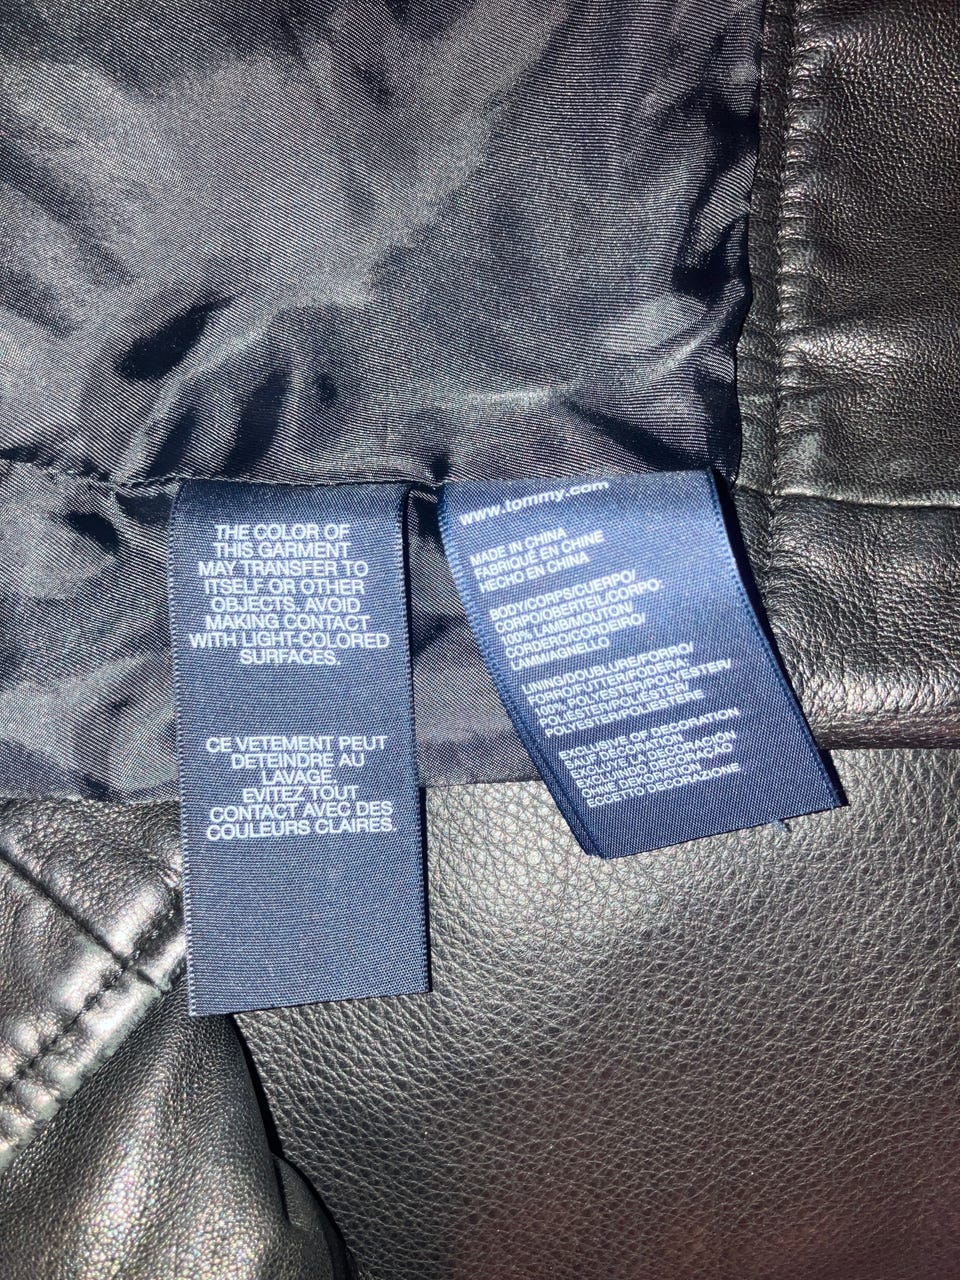 THE COLOR OF
THIS GARMENT
MAY TRANSFER TO
ITSELF OR OTHER
OBJECTS. AVOID
MAKING CONTACT
WITH LIGHT-COLORED
SURFACES.
CE VETEMENT PEUT
DETEINDRE AU
LAVAGE.
EVITEZ TOUT
CONTACT AVEC DES
COULEURS CLAIRES.
www.tommy.com
MADE IN CHINA
FABRIQUÉ EN CHINE
HECHO EN CHINA
BODY/CORPS/CUERPO/
CORPO/OBERTEIL/CORPO:
100% LAMB/MOUTON/
CORDERO/CORDEIRO/
LAMM/AGNELLO
LINING/DOUBLURE/FORRO/
FORRO/FUTTER/FODERA:
100% POLYESTER/POLYESTER/
POLIÉSTER/POLIÉSTER/
POLYESTER/POLIESTERE
EXCLUSIVE OF DECORATION
SAUF DÉCORATION
EXCLUYENDO LA DECORACIÓN
EXCLUINDO DECORAÇÃO
OHNE DEKORATION
ECCETTO DECORAZIONE